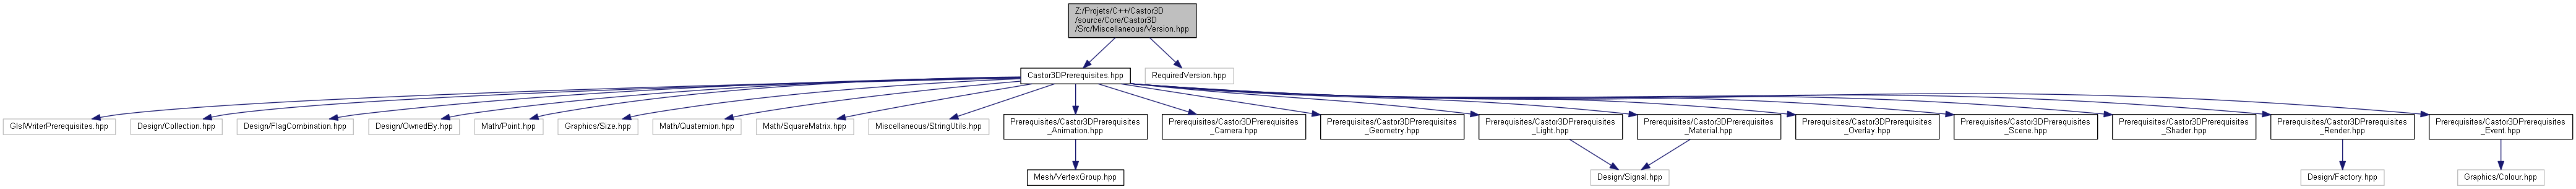 Z:/Projets/C++/Castor3D
/source/Core/Castor3D
/Src/Miscellaneous/Version.hpp
Castor3DPrerequisites.hpp
RequiredVersion.hpp
GlslWriterPrerequisites.hpp
Design/Collection.hpp
Design/FlagCombination.hpp
Design/OwnedBy.hpp
Math/Point.hpp
Graphics/Size.hpp
Math/Quaternion.hpp
Math/SquareMatrix.hpp
Miscellaneous/StringUtils.hpp
Prerequisites/Castor3DPrerequisites
_Animation.hpp
Prerequisites/Castor3DPrerequisites
_Camera.hpp
Prerequisites/Castor3DPrerequisites
_Geometry.hpp
Prerequisites/Castor3DPrerequisites
_Light.hpp
Prerequisites/Castor3DPrerequisites
_Material.hpp
Prerequisites/Castor3DPrerequisites
_Overlay.hpp
Prerequisites/Castor3DPrerequisites
_Scene.hpp
Prerequisites/Castor3DPrerequisites
_Shader.hpp
Prerequisites/Castor3DPrerequisites
_Render.hpp
Prerequisites/Castor3DPrerequisites
_Event.hpp
Mesh/VertexGroup.hpp
Design/Signal.hpp
Design/Factory.hpp
Graphics/Colour.hpp